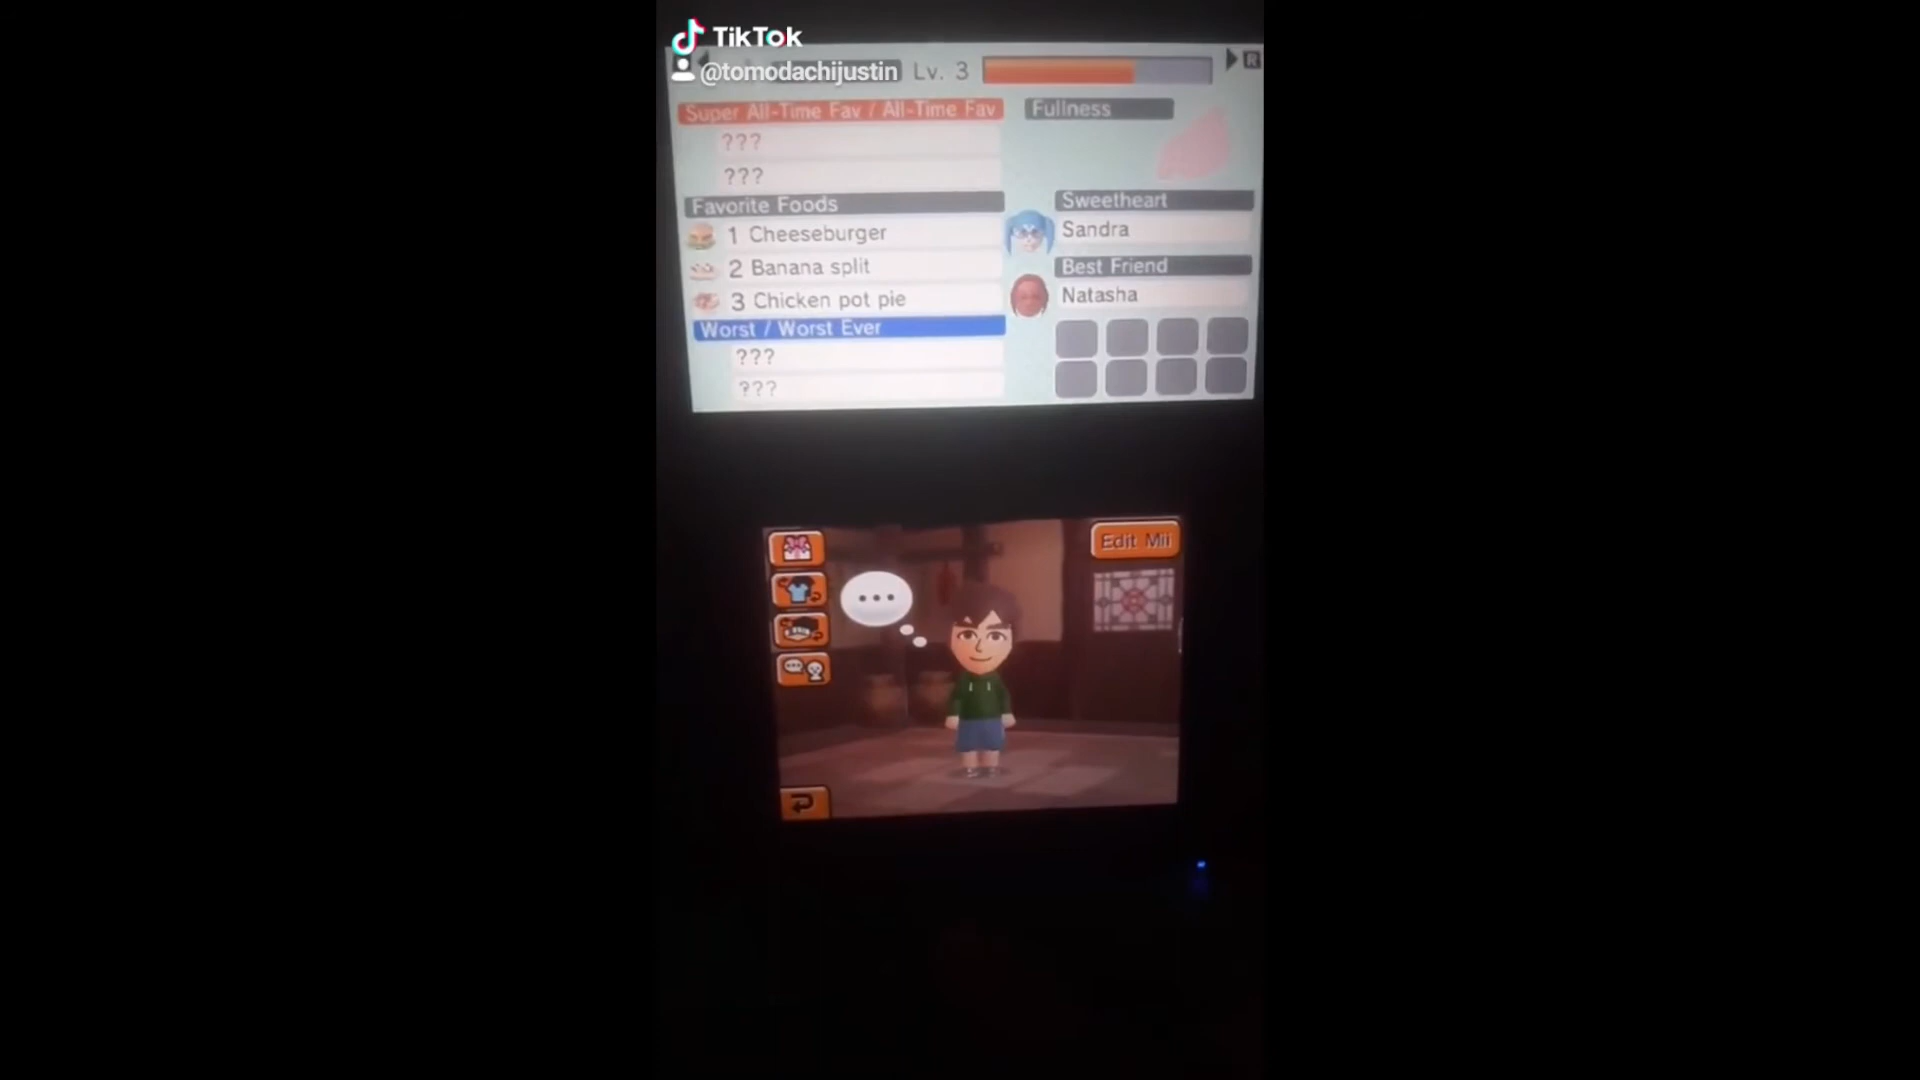 TikTok
@tomodachijustin
Lv. 3
R
Super All-Time Fav / All-Time Fav
Fullness
???
???
Favorite Foods
Sweetheart
1 Cheeseburger
Sandra
2 Banana split
Best Friend
3 Chicken pot pie
Natasha
Worst / Worst Ever
???
???
Edit Mii
...